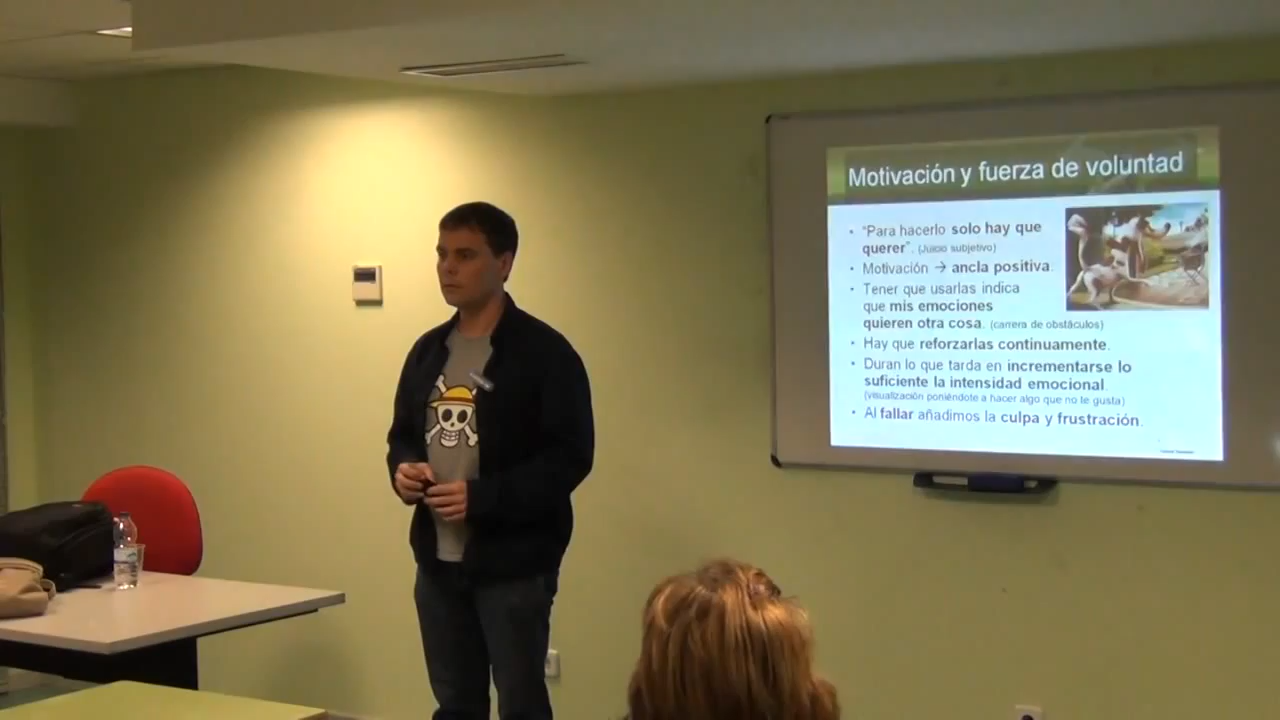 Motivación y fuerza de voluntad
• "Para hacerlo solo hay que
querer". (Juicio subjetivo)
• Motivación → ancla positiva.
• Tener que usarlas indica
que mis emociones
quieren otra cosa. (carrera de obstáculos)
• Hay que reforzarlas continuamente.
• Duran lo que tarda en incrementarse lo
suficiente la intensidad emocional.
(visualización poniéndote a hacer algo que no te gusta)
• Al fallar añadimos la culpa y frustración.